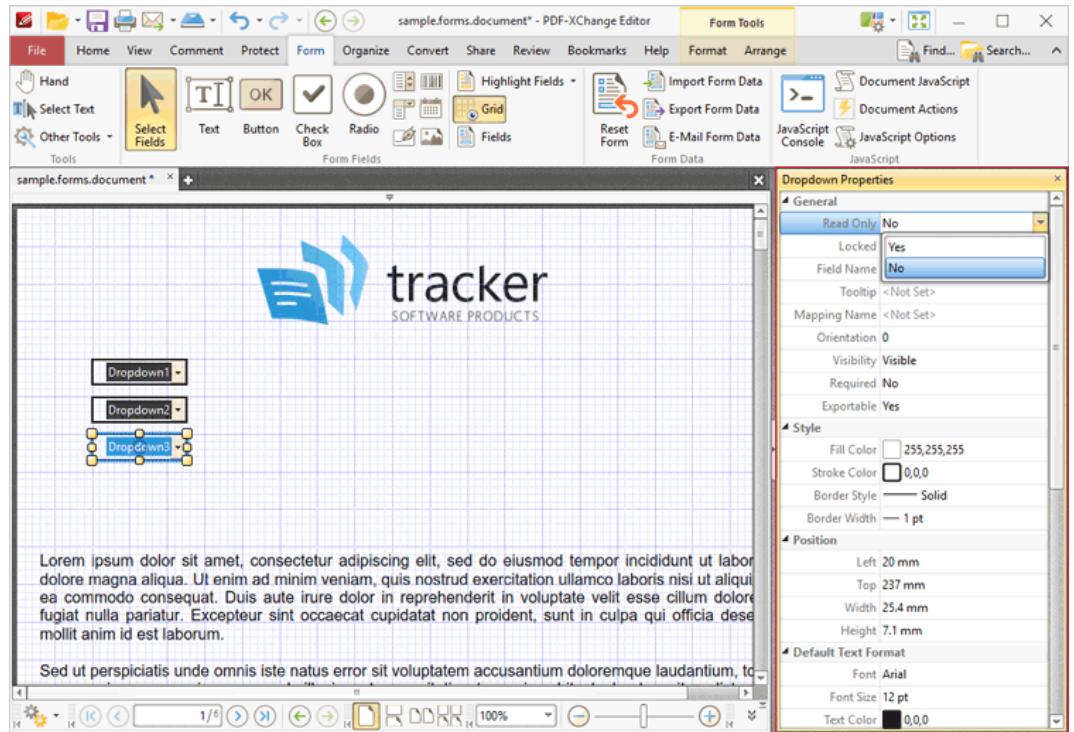 sample.forms.document* - PDF-XChange Editor
Form Tools
File Home View Comment Protect Form Organize Convert Share Review Bookmarks Help Format Arrange Find... Search...
Hand
Select Text
Other Tools
Tools
Select Fields
Text
OK
Button
Check Box
Radio
Highlight Fields
Grid
Fields
Form Fields
Reset Form
Import Form Data
Export Form Data
E-Mail Form Data
Form Data
JavaScript Console
Document JavaScript
Document Actions
JavaScript Options
JavaScript
sample.forms.document *
tracker
SOFTWARE PRODUCTS
Dropdown1
Dropdown2
Dropdown3
Lorem ipsum dolor sit amet, consectetur adipiscing elit, sed do eiusmod tempor incididunt ut labor
dolore magna aliqua. Ut enim ad minim veniam, quis nostrud exercitation ullamco laboris nisi ut aliqui
ea commodo consequat. Duis aute irure dolor in reprehenderit in voluptate velit esse cillum dolore
fugiat nulla pariatur. Excepteur sint occaecat cupidatat non proident, sunt in culpa qui officia dese
mollit anim id est laborum.
Sed ut perspiciatis unde omnis iste natus error sit voluptatem accusantium doloremque laudantium, to
1/6
100%
Dropdown Properties
General
Read Only No
Locked Yes
Field Name No
Tooltip <Not Set>
Mapping Name <Not Set>
Orientation 0
Visibility Visible
Required No
Exportable Yes
Style
Fill Color 255,255,255
Stroke Color 0,0,0
Border Style Solid
Border Width 1 pt
Position
Left 20 mm
Top 237 mm
Width 25.4 mm
Height 7.1 mm
Default Text Format
Font Arial
Font Size 12 pt
Text Color 0,0,0